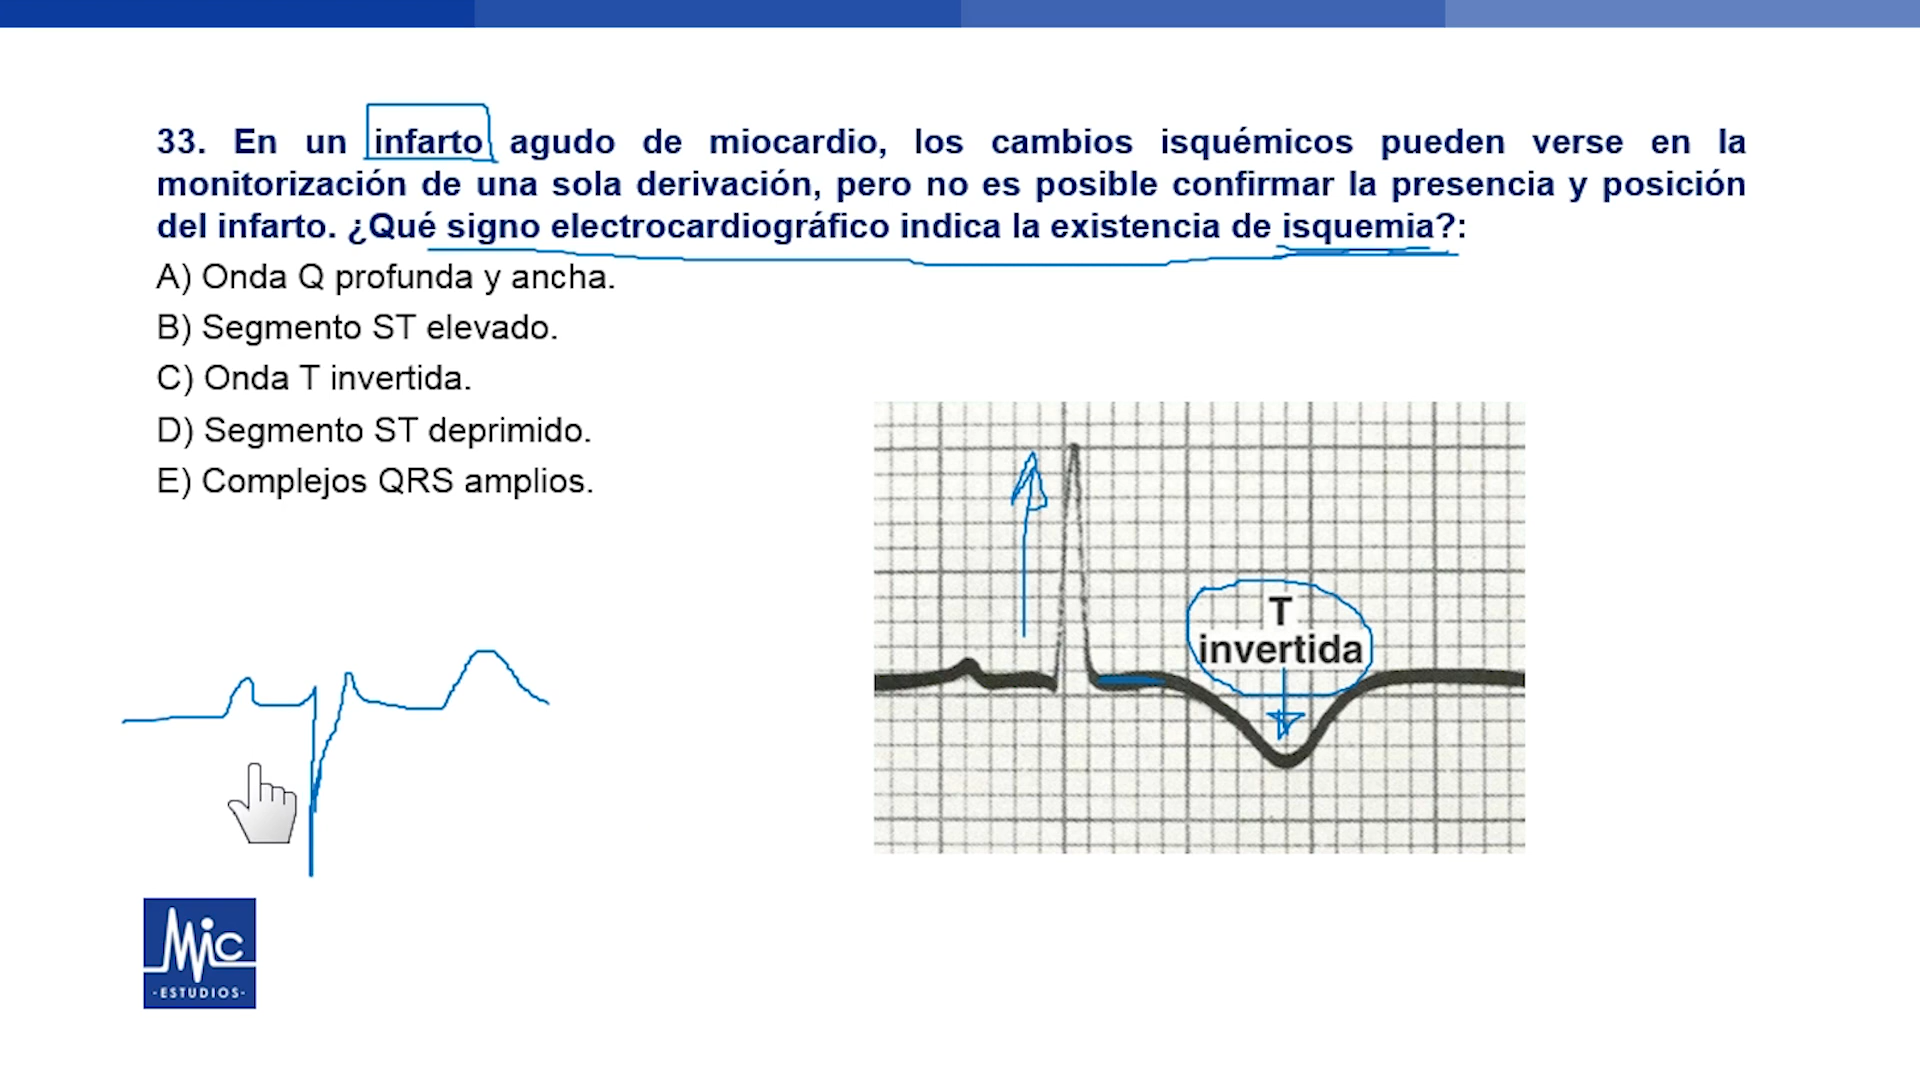 33. En un infarto agudo de miocardio, los cambios isquémicos pueden verse en la
monitorización de una sola derivación, pero no es posible confirmar la presencia y posición
del infarto. ¿Qué signo electrocardiográfico indica la existencia de isquemia?:
A) Onda Q profunda y ancha.
B) Segmento ST elevado.
C) Onda T invertida.
D) Segmento ST deprimido.
E) Complejos QRS amplios.
T
invertida
Mic
-ESTUDIOS-